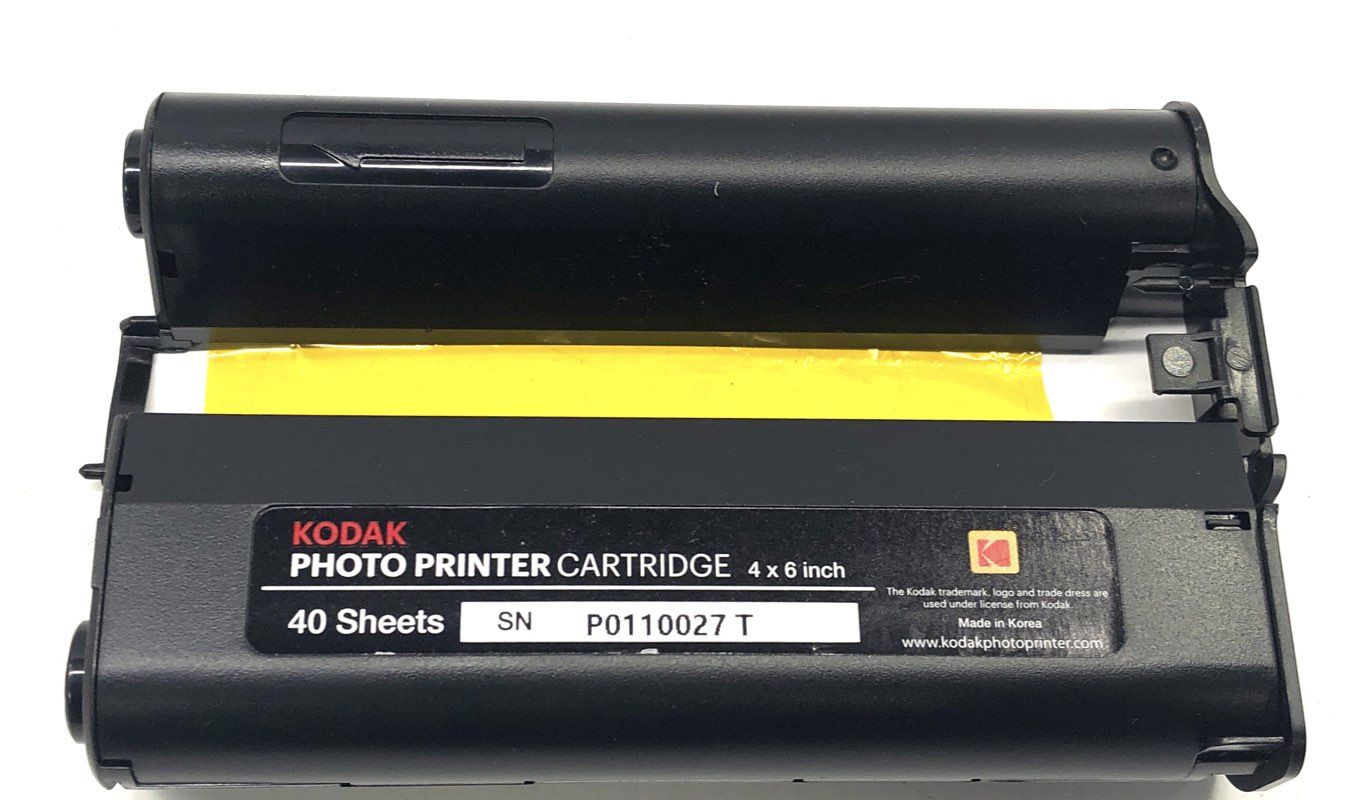 KODAK
PHOTO PRINTER CARTRIDGE 4 x 6 inch
40 Sheets SN P0110027 T
The Kodak trademark, logo and trade dress are
used under license from Kodak.
Made in Korea
www.kodakphotoprinter.com